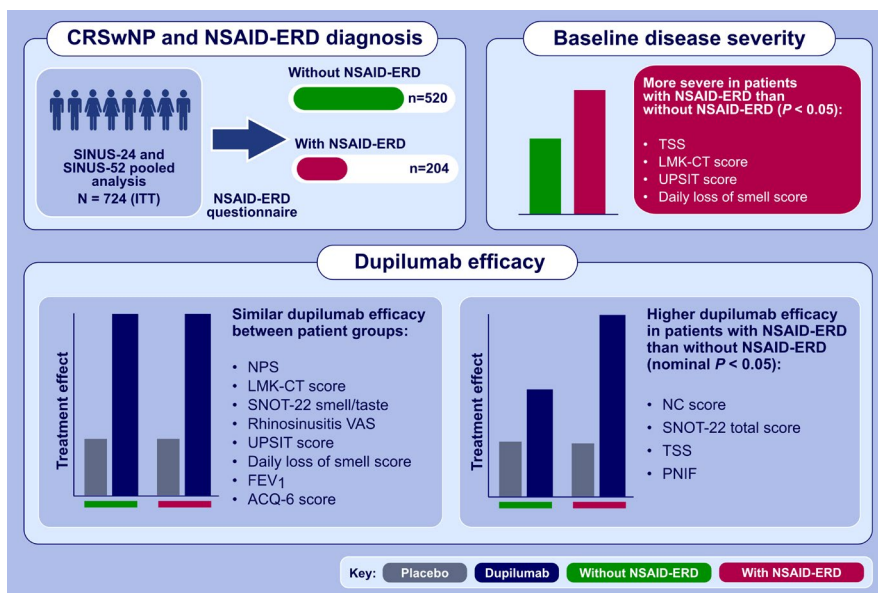 CRSwNP and NSAID-ERD diagnosis
SINUS-24 and
SINUS-52 pooled
analysis
N = 724 (ITT)
NSAID-ERD
questionnaire
Without NSAID-ERD
n=520
With NSAID-ERD
n=204
Baseline disease severity
More severe in patients
with NSAID-ERD than
without NSAID-ERD (P < 0.05):
• TSS
• LMK-CT score
• UPSIT score
• Daily loss of smell score
Dupilumab efficacy
Treatment effect
Similar dupilumab efficacy
between patient groups:
• NPS
• LMK-CT score
• SNOT-22 smell/taste
• Rhinosinusitis VAS
• UPSIT score
• Daily loss of smell score
• FEV1
• ACQ-6 score
Treatment effect
Higher dupilumab efficacy
in patients with NSAID-ERD
than without NSAID-ERD
(nominal P < 0.05):
• NC score
• SNOT-22 total score
• TSS
• PNIF
Key: Placebo Dupilumab Without NSAID-ERD With NSAID-ERD